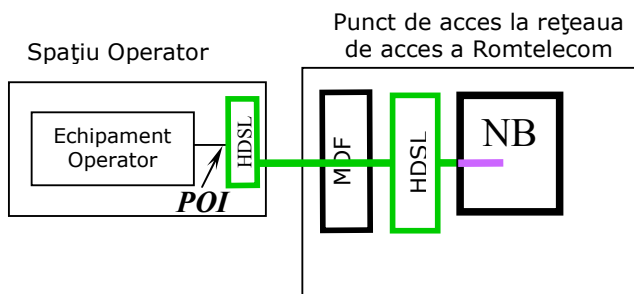 Spaţiu Operator
Punct de acces la reţeaua
de acces a Romtelecom
Echipament
Operator
HDSL
POI
MDF
HDSL
NB